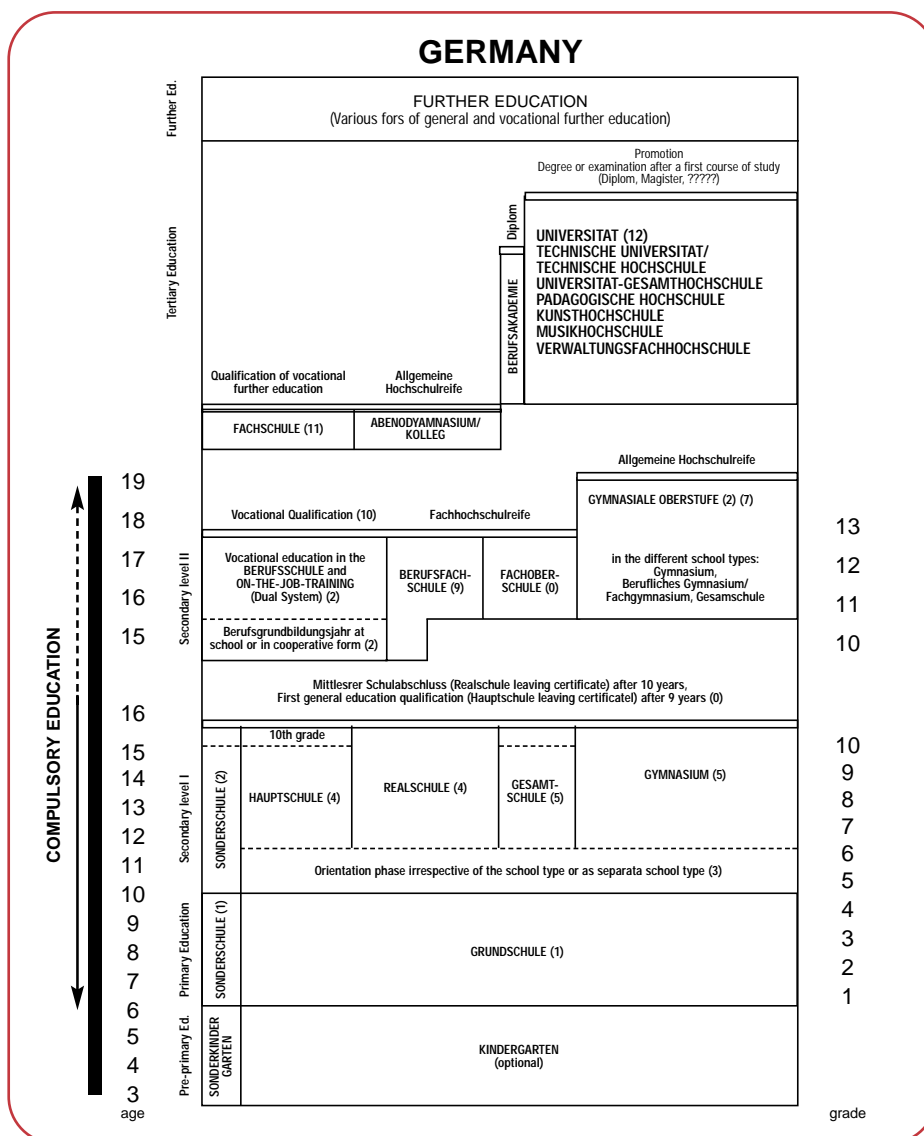 GERMANY
Further Ed.
FURTHER EDUCATION
(Various fors of general and vocational further education)
Tertiary Education
Promotion
Degree or examination after a first course of study
(Diplom, Magister, ?????)
Diplom
BERUFSAKADEMIE
UNIVERSITAT (12)
TECHNISCHE UNIVERSITAT/
TECHNISCHE HOCHSCHULE
UNIVERSITAT-GESAMTHOCHSCHULE
PADAGOGISCHE HOCHSCHULE
KUNSTHOCHSCHULE
MUSIKHOCHSCHULE
VERWALTUNGSFACHHOCHSCHULE
Qualification of vocational
further education
Allgemeine
Hochschulreife
FACHSCHULE (11)
ABENODYAMNASIUM/
KOLLEG
Allgemeine Hochschulreife
COMPULSORY EDUCATION
19
18
17
16
15
Secondary level II
Vocational Qualification (10)
Fachhochschulreife
GYMNASIALE OBERSTUFE (2) (7)
in the different school types:
Gymnasium,
Berufliches Gymnasium/
Fachgymnasium, Gesamschule
Vocational education in the
BERUFSSCHULE and
ON-THE-JOB-TRAINING
(Dual System) (2)
BERUFSFACH-
SCHULE (9)
FACHOBER-
SCHULE (0)
Berufsgrundbildungsjahr at
school or in cooperative form (2)
13
12
11
10
Mittlesrer Schulabschluss (Realschule leaving certificate) after 10 years,
First general education qualification (Hauptschule leaving certificatel) after 9 years (0)
16
15
14
13
12
11
10
9
8
7
6
5
4
3
age
Secondary level I
SONDERSCHULE (2)
10th grade
HAUPTSCHULE (4)
REALSCHULE (4)
GESAMT-
SCHULE (5)
GYMNASIUM (5)
Orientation phase irrespective of the school type or as separata school type (3)
Primary Education
SONDERSCHULE (1)
GRUNDSCHULE (1)
Pre-primary Ed.
SONDERKINDER
GARTEN
KINDERGARTEN
(optional)
10
9
8
7
6
5
4
3
2
1
grade